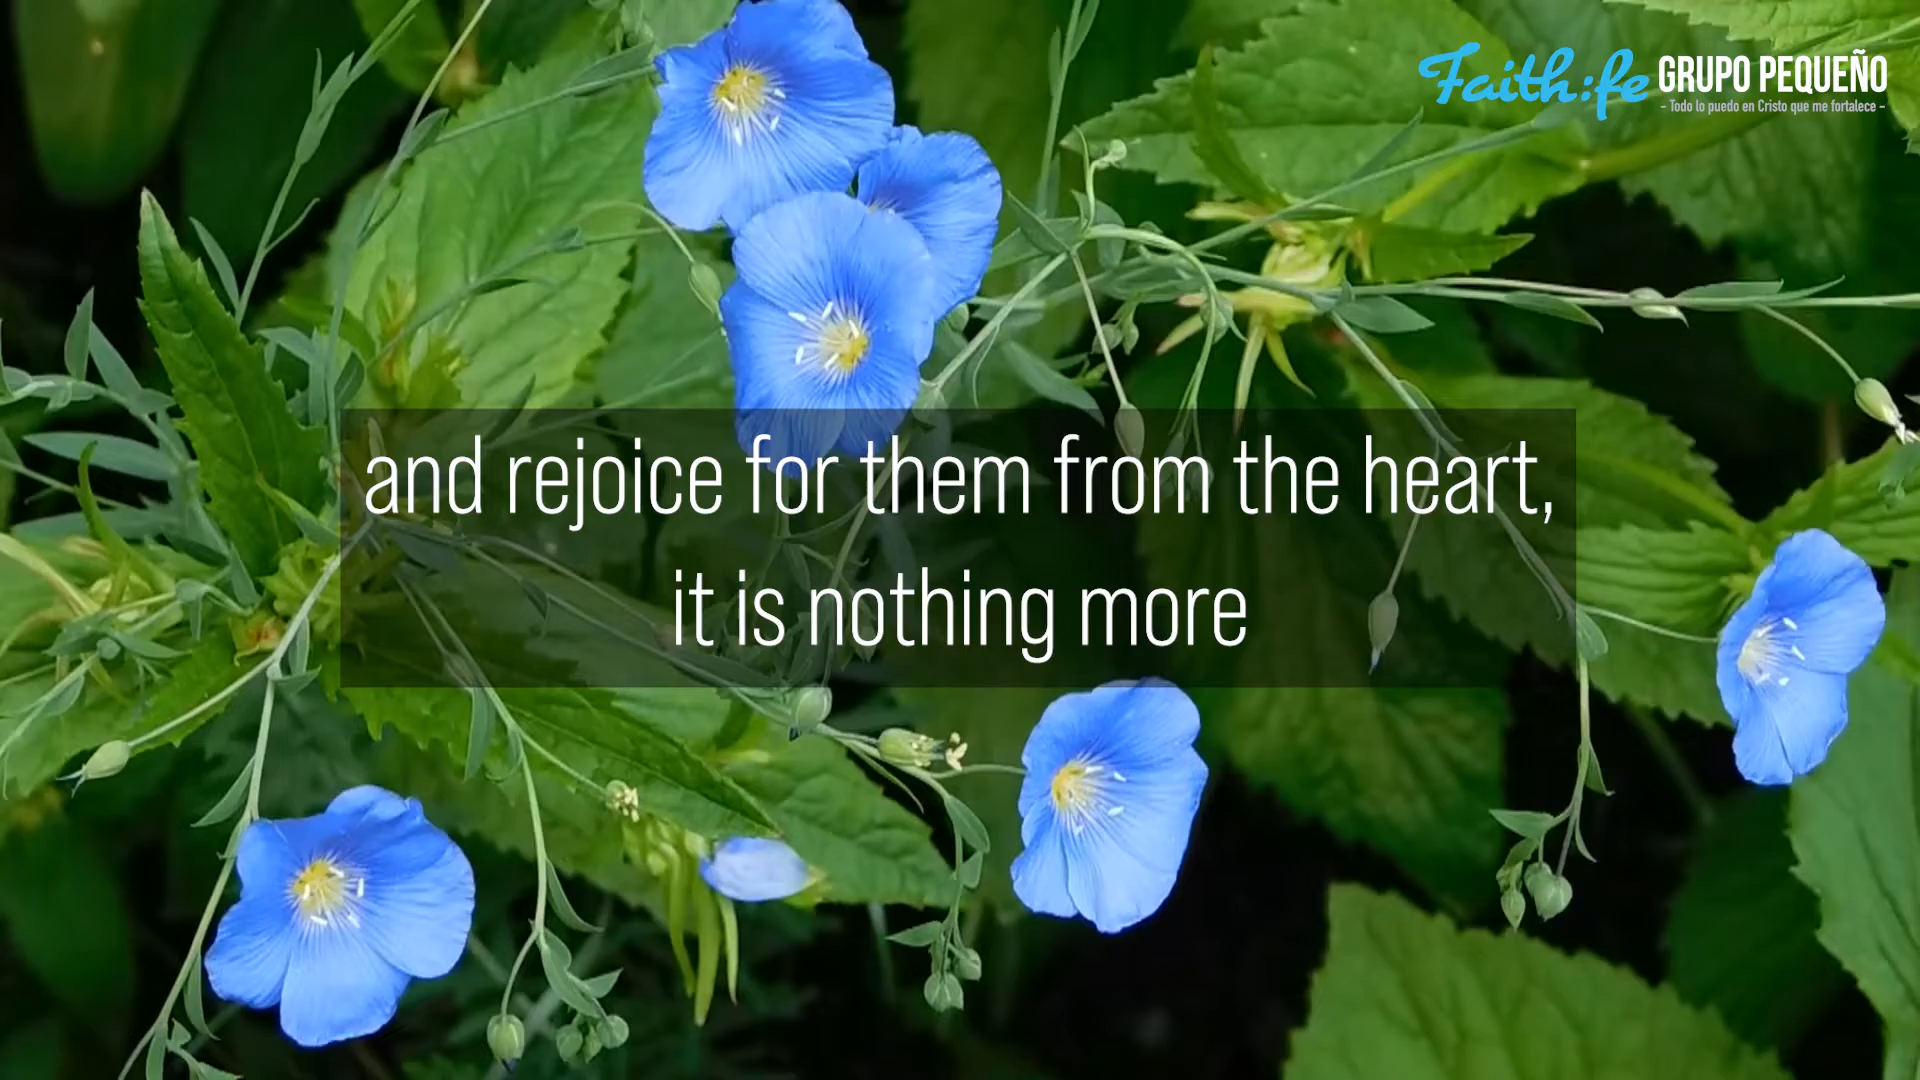 Faith:fe GRUPO PEQUEÑO
- Todo lo puedo en Cristo que me fortalece -
and rejoice for them from the heart,
it is nothing more